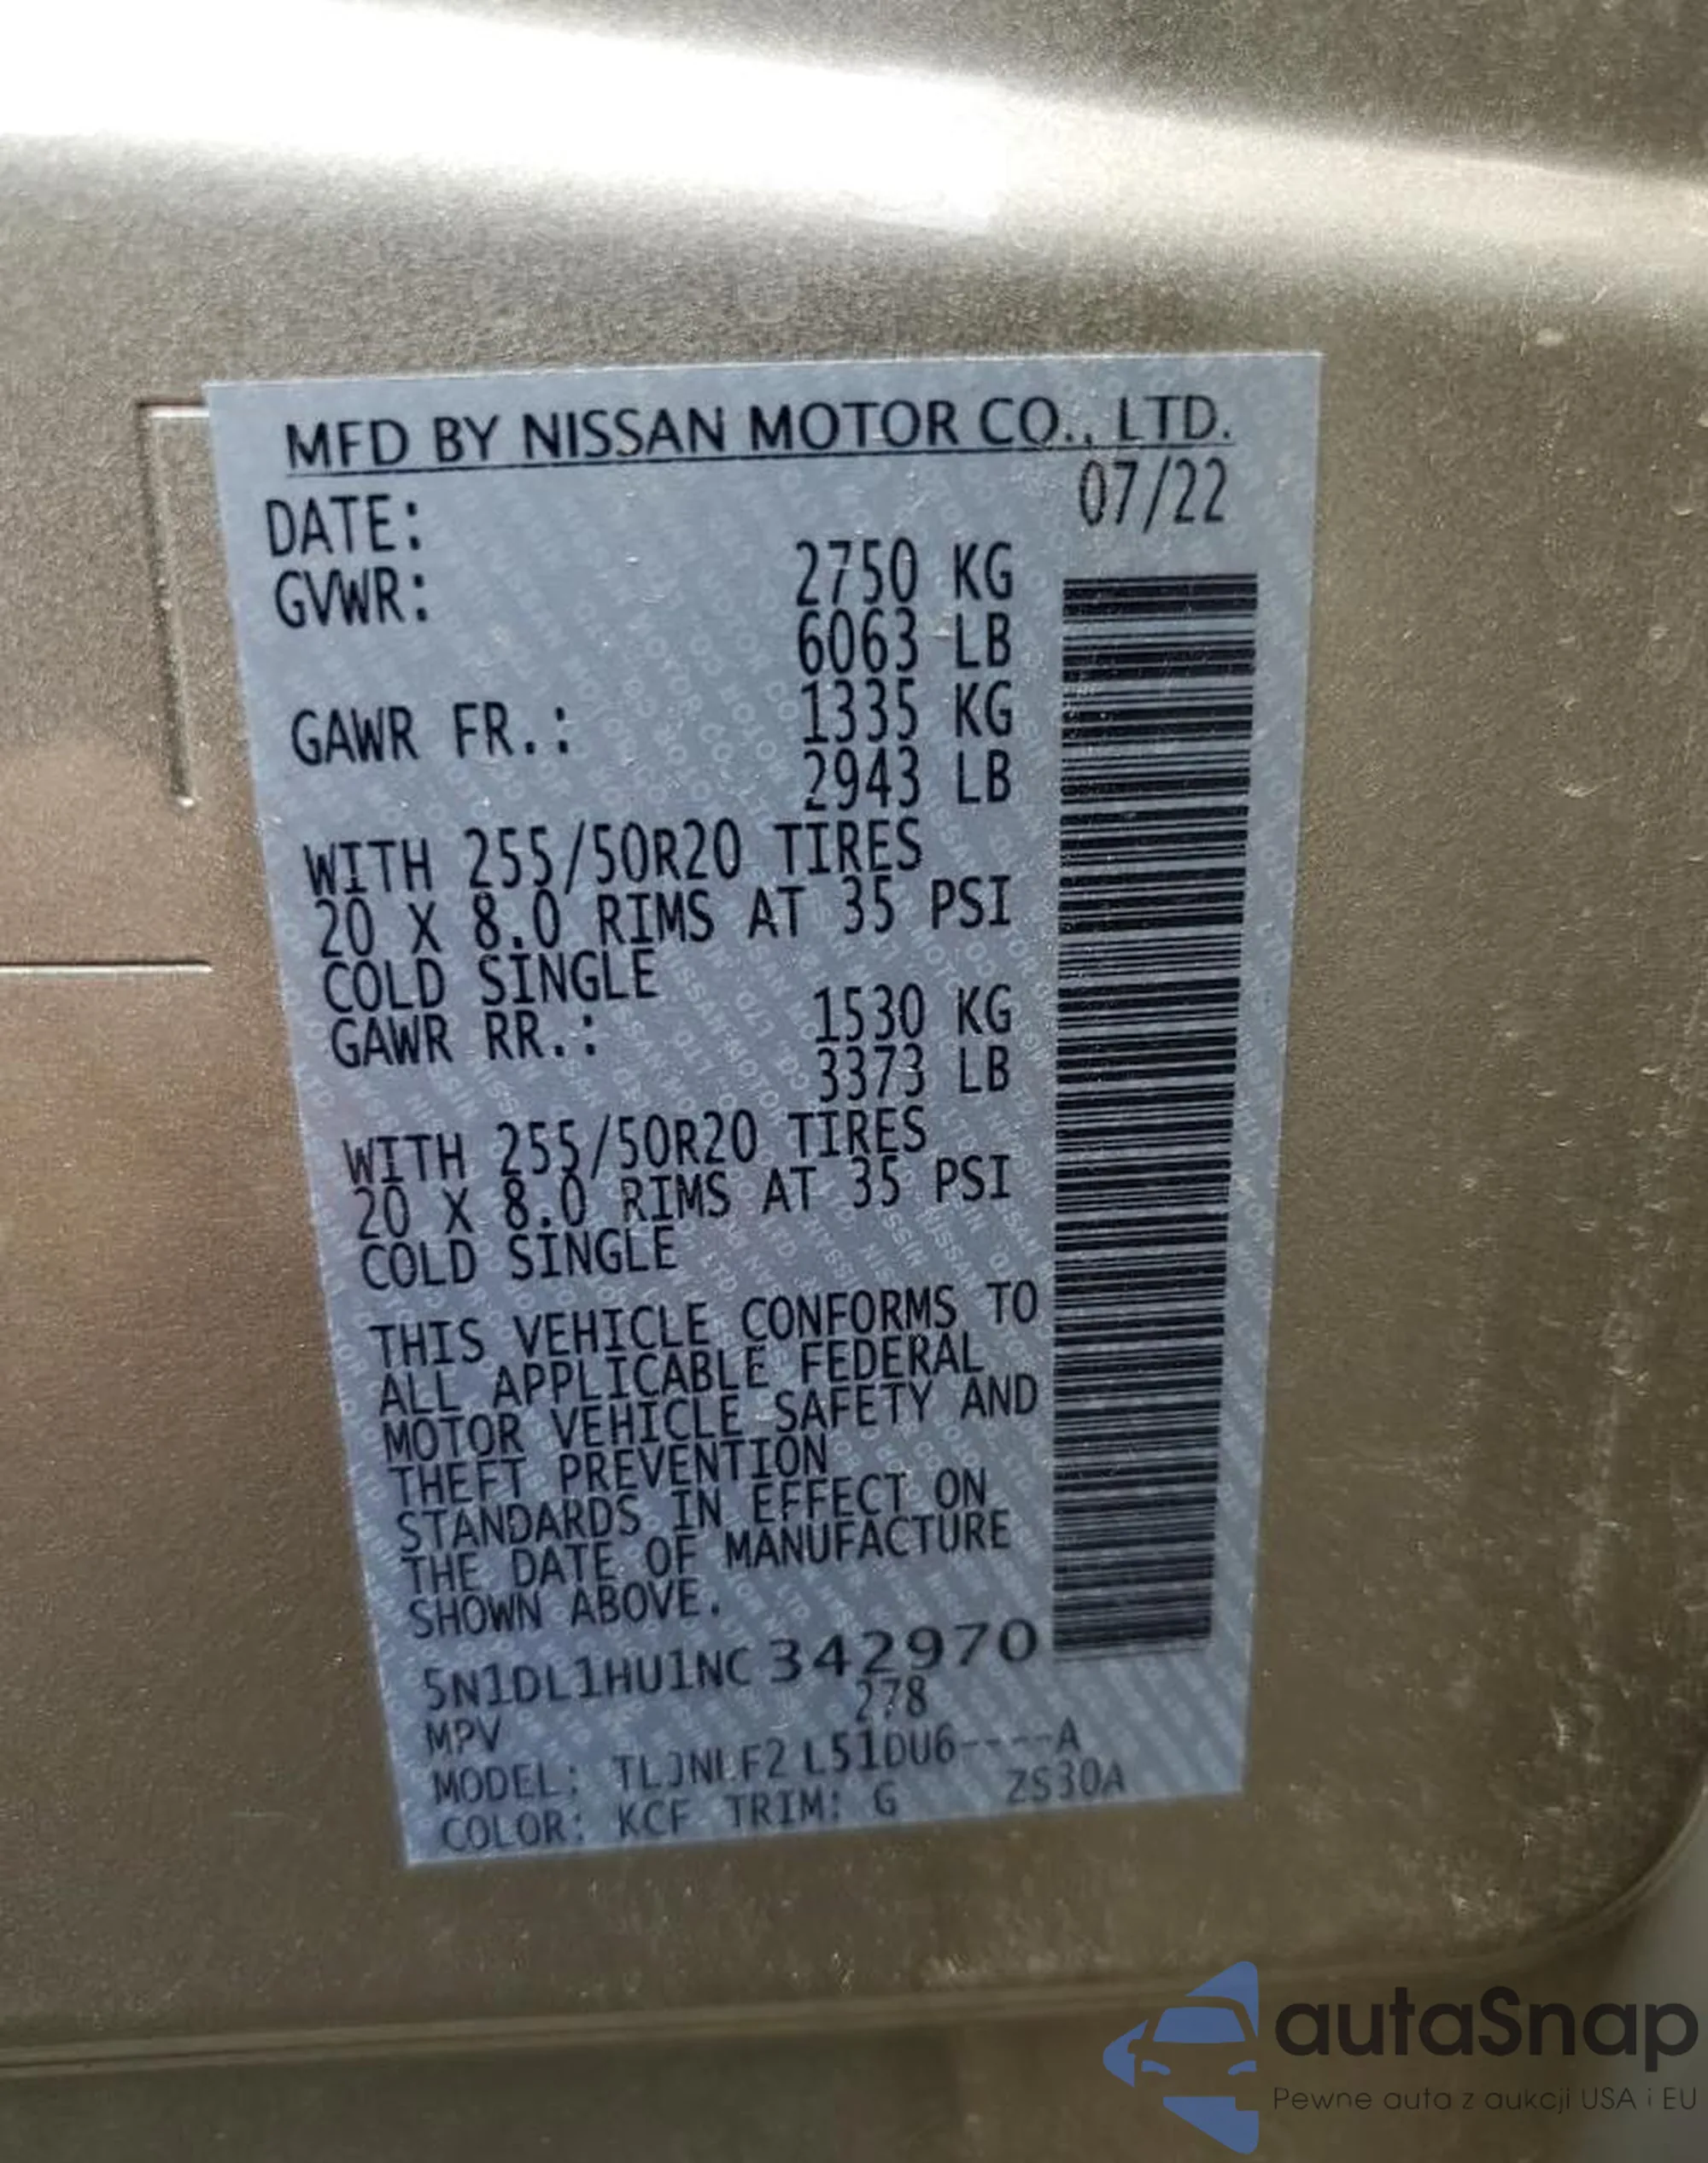 MFD BY NISSAN MOTOR CO., LTD.
DATE: 07/22
GVWR: 2750 KG
6063 LB
GAWR FR.: 1335 KG
2943 LB
WITH 255/50R20 TIRES
20 X 8.0 RIMS AT 35 PSI
COLD SINGLE
GAWR RR.: 1530 KG
3373 LB
WITH 255/50R20 TIRES
20 X 8.0 RIMS AT 35 PSI
COLD SINGLE
THIS VEHICLE CONFORMS TO
ALL APPLICABLE FEDERAL
MOTOR VEHICLE SAFETY AND
THEFT PREVENTION
STANDARDS IN EFFECT ON
THE DATE OF MANUFACTURE
SHOWN ABOVE.
5N1DL1HU1NC 342970
278
MPV
MODEL: L51DU6----A
COLOR: KCF TRIM: G ZS30A
autaSnap
Pewne auta z aukcji USA i EU